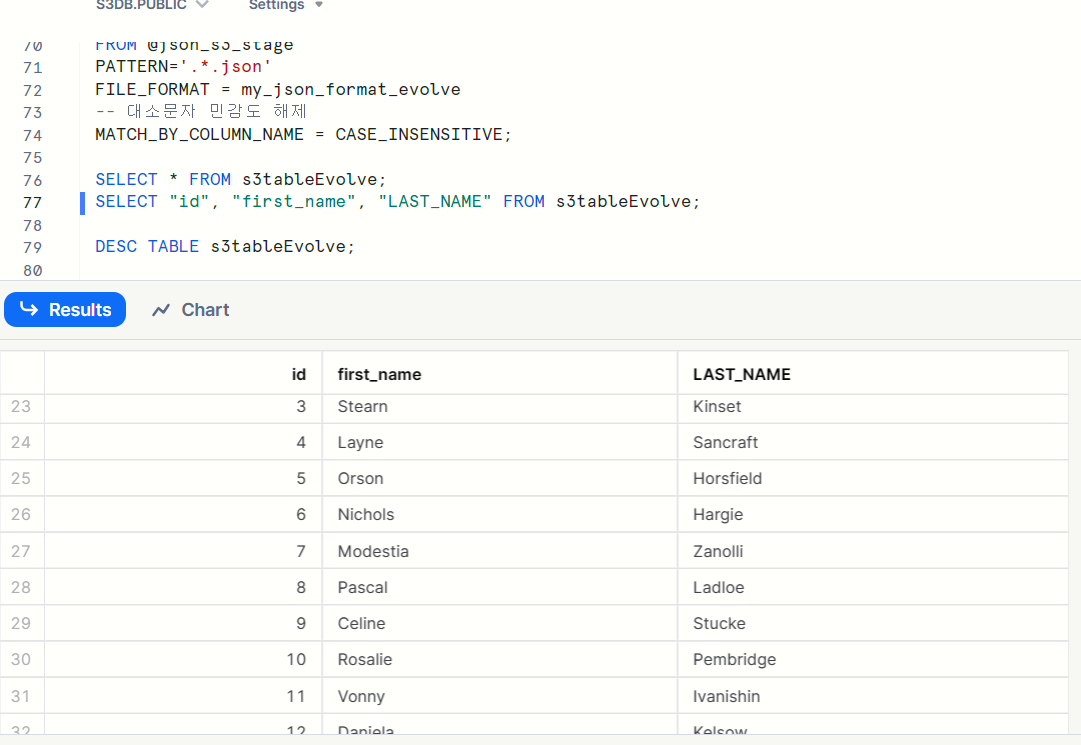 S3DB.PUBLIC Settings
70 FROM @json_s3_stage
71 PATTERN='.*.json'
72 FILE_FORMAT = my_json_format_evolve
73 -- 대소문자 민감도 해제
74 MATCH_BY_COLUMN_NAME = CASE_INSENSITIVE;
75
76 SELECT * FROM s3tableEvolve;
77 SELECT "id", "first_name", "LAST_NAME" FROM s3tableEvolve;
78
79 DESC TABLE s3tableEvolve;
80
Results Chart
id first_name LAST_NAME
23 3 Stearn Kinset
24 4 Layne Sancraft
25 5 Orson Horsfield
26 6 Nichols Hargie
27 7 Modestia Zanolli
28 8 Pascal Ladloe
29 9 Celine Stucke
30 10 Rosalie Pembridge
31 11 Vonny Ivanishin
32 12 Daniela Kelsow